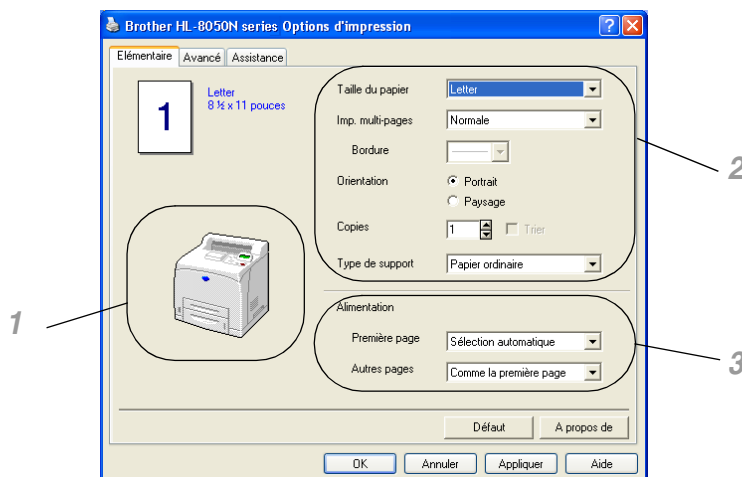 Brother HL-8050N series Options d'impression
Elémentaire Avancé Assistance
1
Letter
8 ½ x 11 pouces
Taille du papier Letter
Imp. multi-pages Normale
Bordure
Orientation Portrait
Paysage
Copies 1 Trier
Type de support Papier ordinaire
2
1
Alimentation
Première page Sélection automatique
Autres pages Comme la première page
3
Défaut A propos de
OK Annuler Appliquer Aide